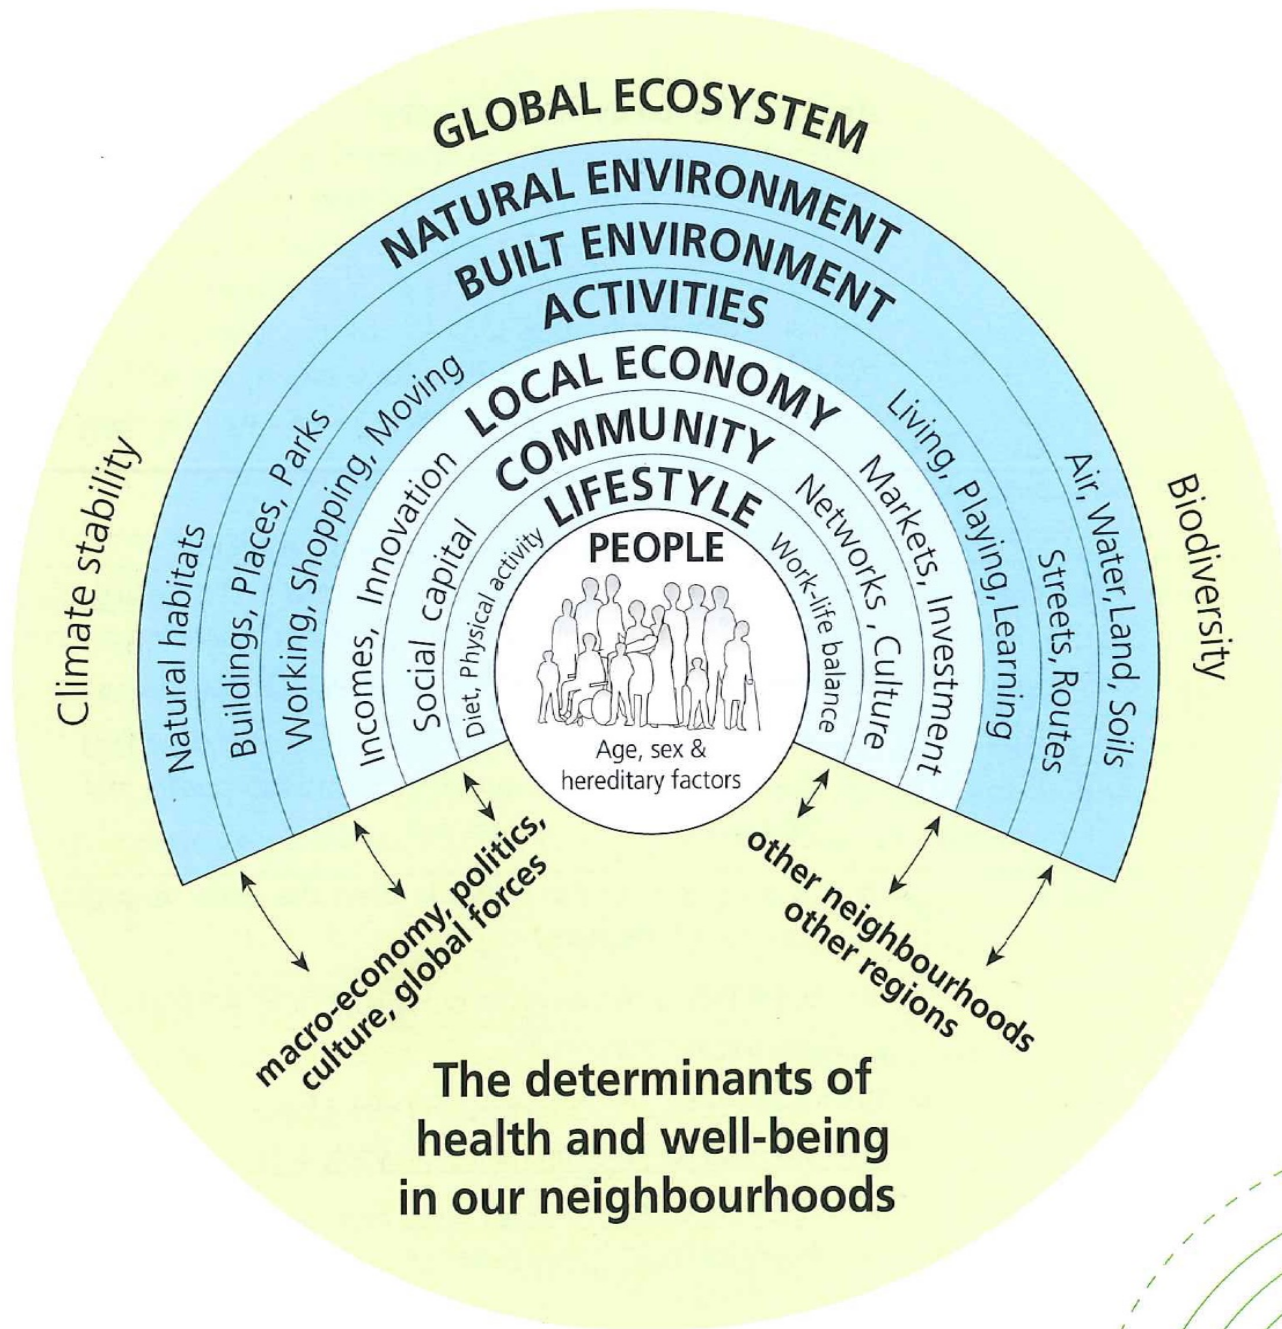 GLOBAL ECOSYSTEM
Climate stability
Biodiversity
NATURAL ENVIRONMENT
Natural habitats
Air, Water, Land, Soils
BUILT ENVIRONMENT
Buildings, Places, Parks
Streets, Routes
ACTIVITIES
Working, Shopping, Moving
Living, Playing, Learning
LOCAL ECONOMY
Incomes, Innovation
Markets, Investment
COMMUNITY
Social capital
Networks, Culture
LIFESTYLE
Diet, Physical activity
Work-life balance
PEOPLE
Age, sex &
hereditary factors
macro-economy, politics,
culture, global forces
other neighbourhoods
other regions
The determinants of
health and well-being
in our neighbourhoods